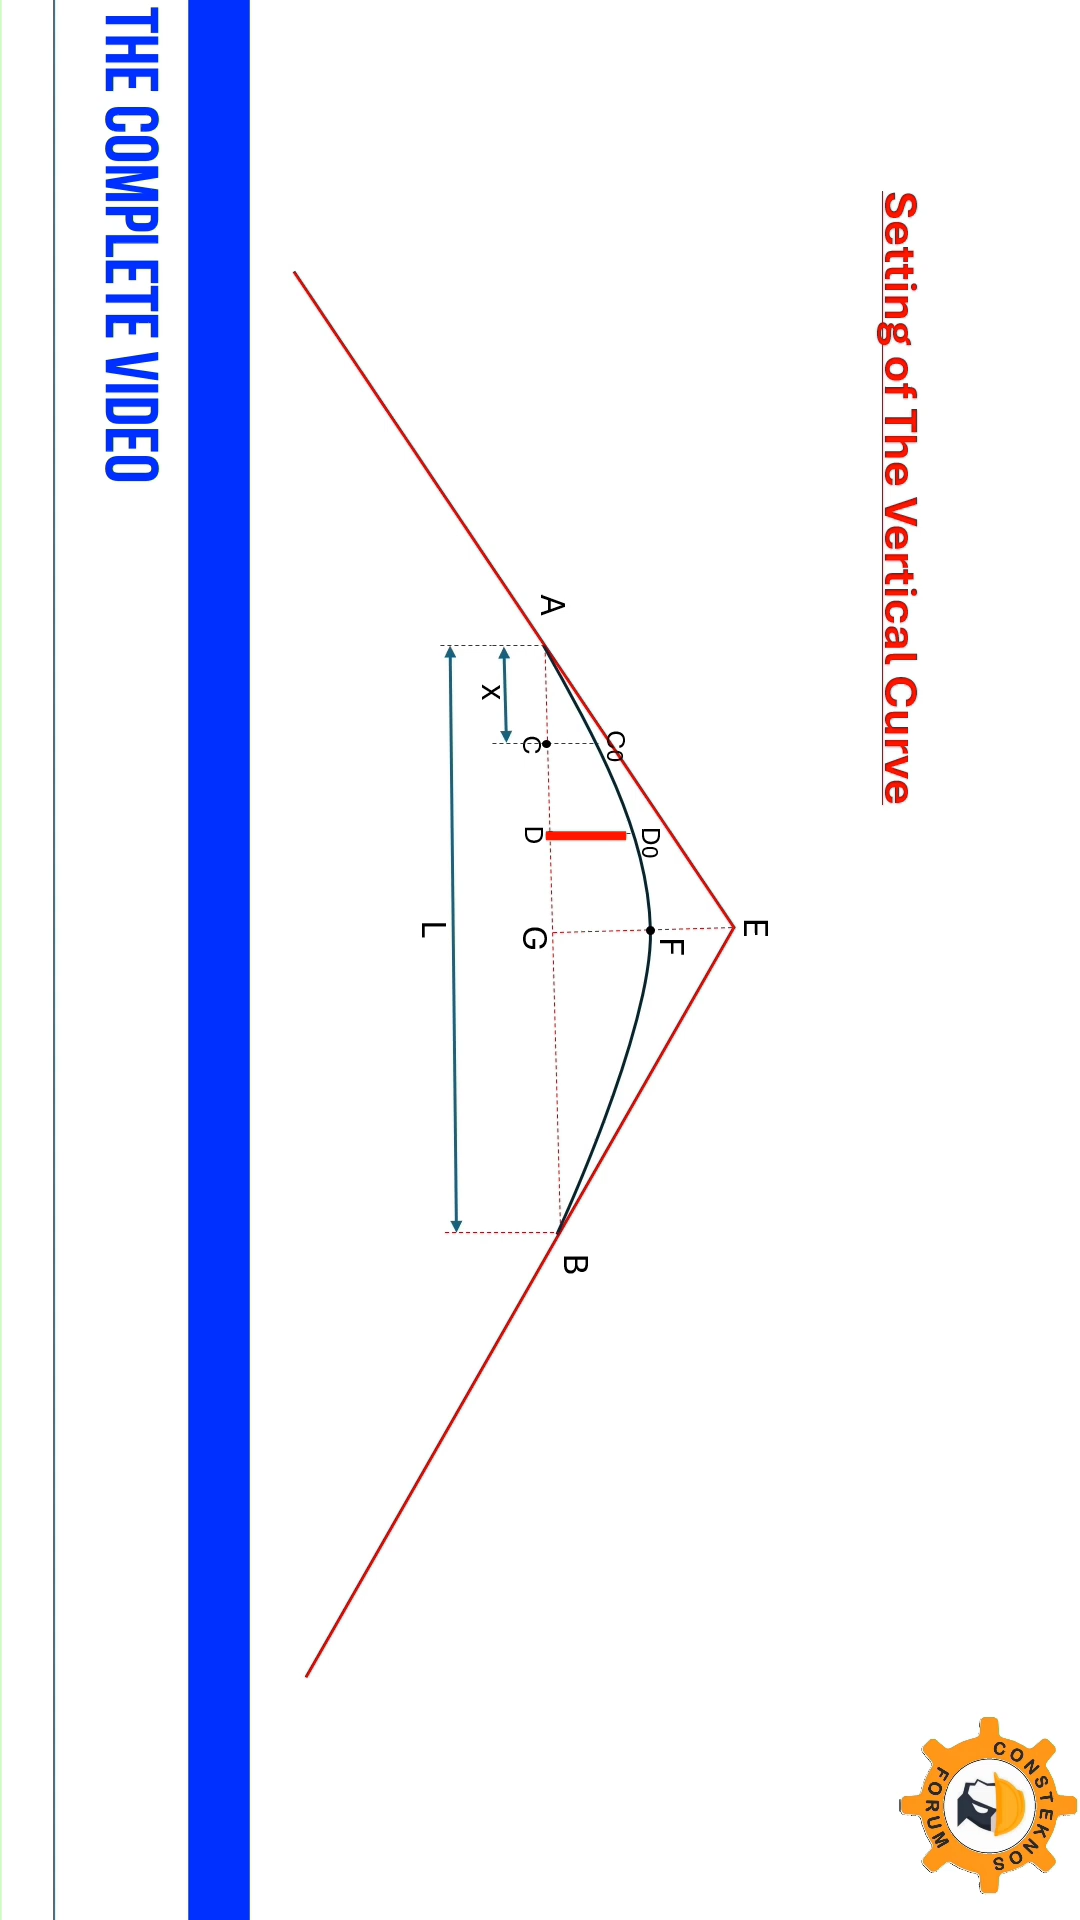 Setting of The Vertical Curve
E
F
A
C0
D0
C
D
G
B
X
L
THE COMPLETE VIDEO
CONSTEKNOS
FORUM